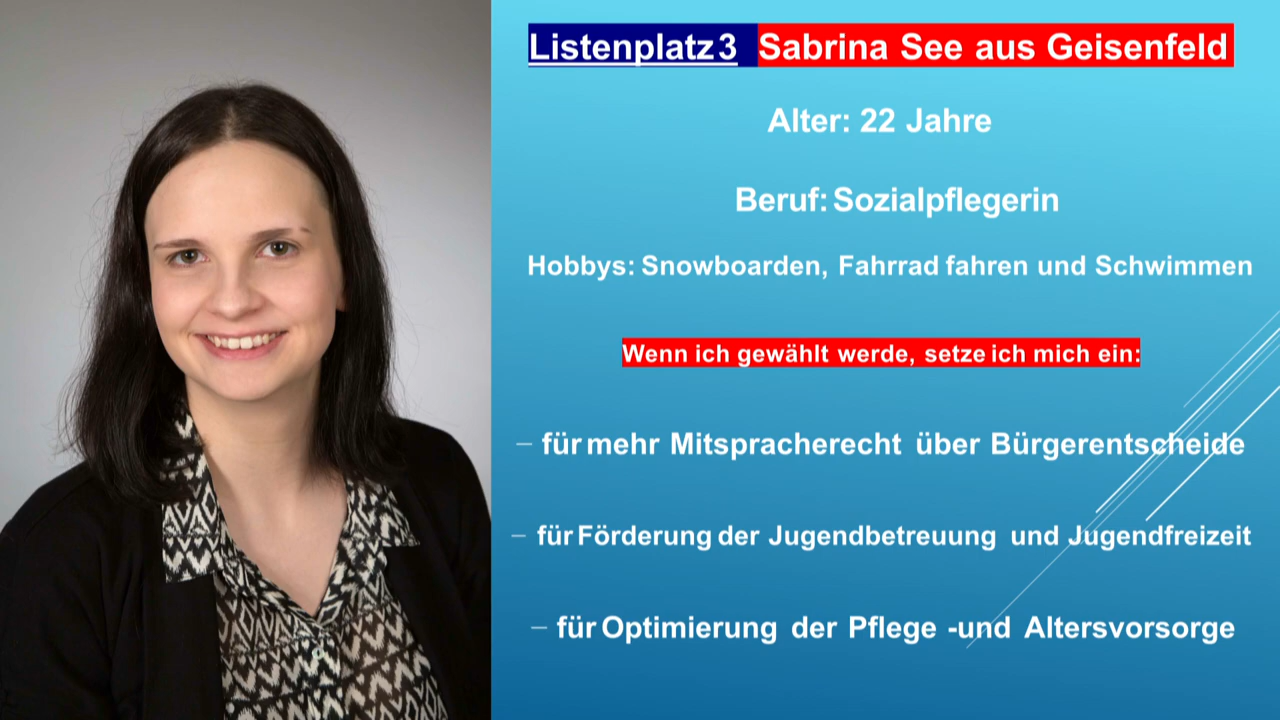 Listenplatz 3 Sabrina See aus Geisenfeld
Alter: 22 Jahre
Beruf: Sozialpflegerin
Hobbys: Snowboarden, Fahrrad fahren und Schwimmen
Wenn ich gewählt werde, setze ich mich ein:
– für mehr Mitspracherecht über Bürgerentscheide
– für Förderung der Jugendbetreuung und Jugendfreizeit
– für Optimierung der Pflege -und Altersvorsorge